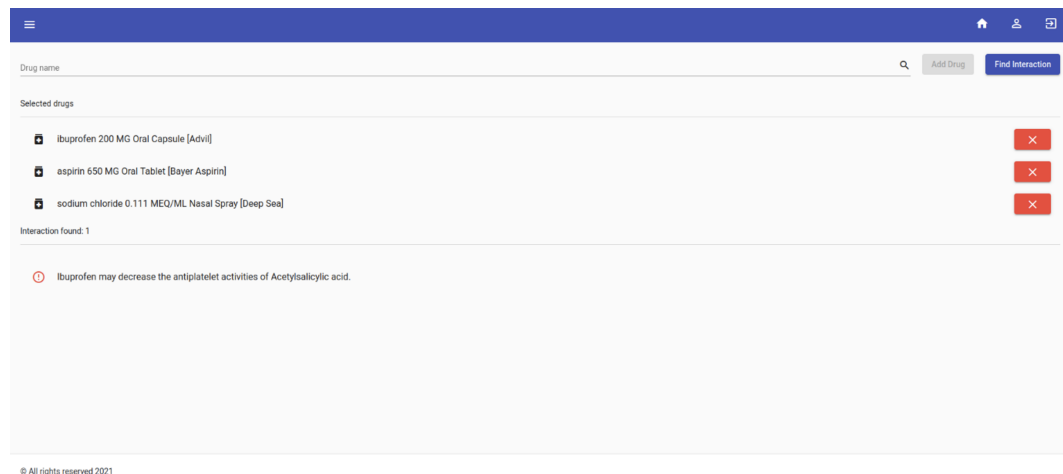 Drug name
Add Drug
Find Interaction
Selected drugs
ibuprofen 200 MG Oral Capsule [Advil]
aspirin 650 MG Oral Tablet [Bayer Aspirin]
sodium chloride 0.111 MEQ/ML Nasal Spray [Deep Sea]
Interaction found: 1
Ibuprofen may decrease the antiplatelet activities of Acetylsalicylic acid.
© All rights reserved 2021